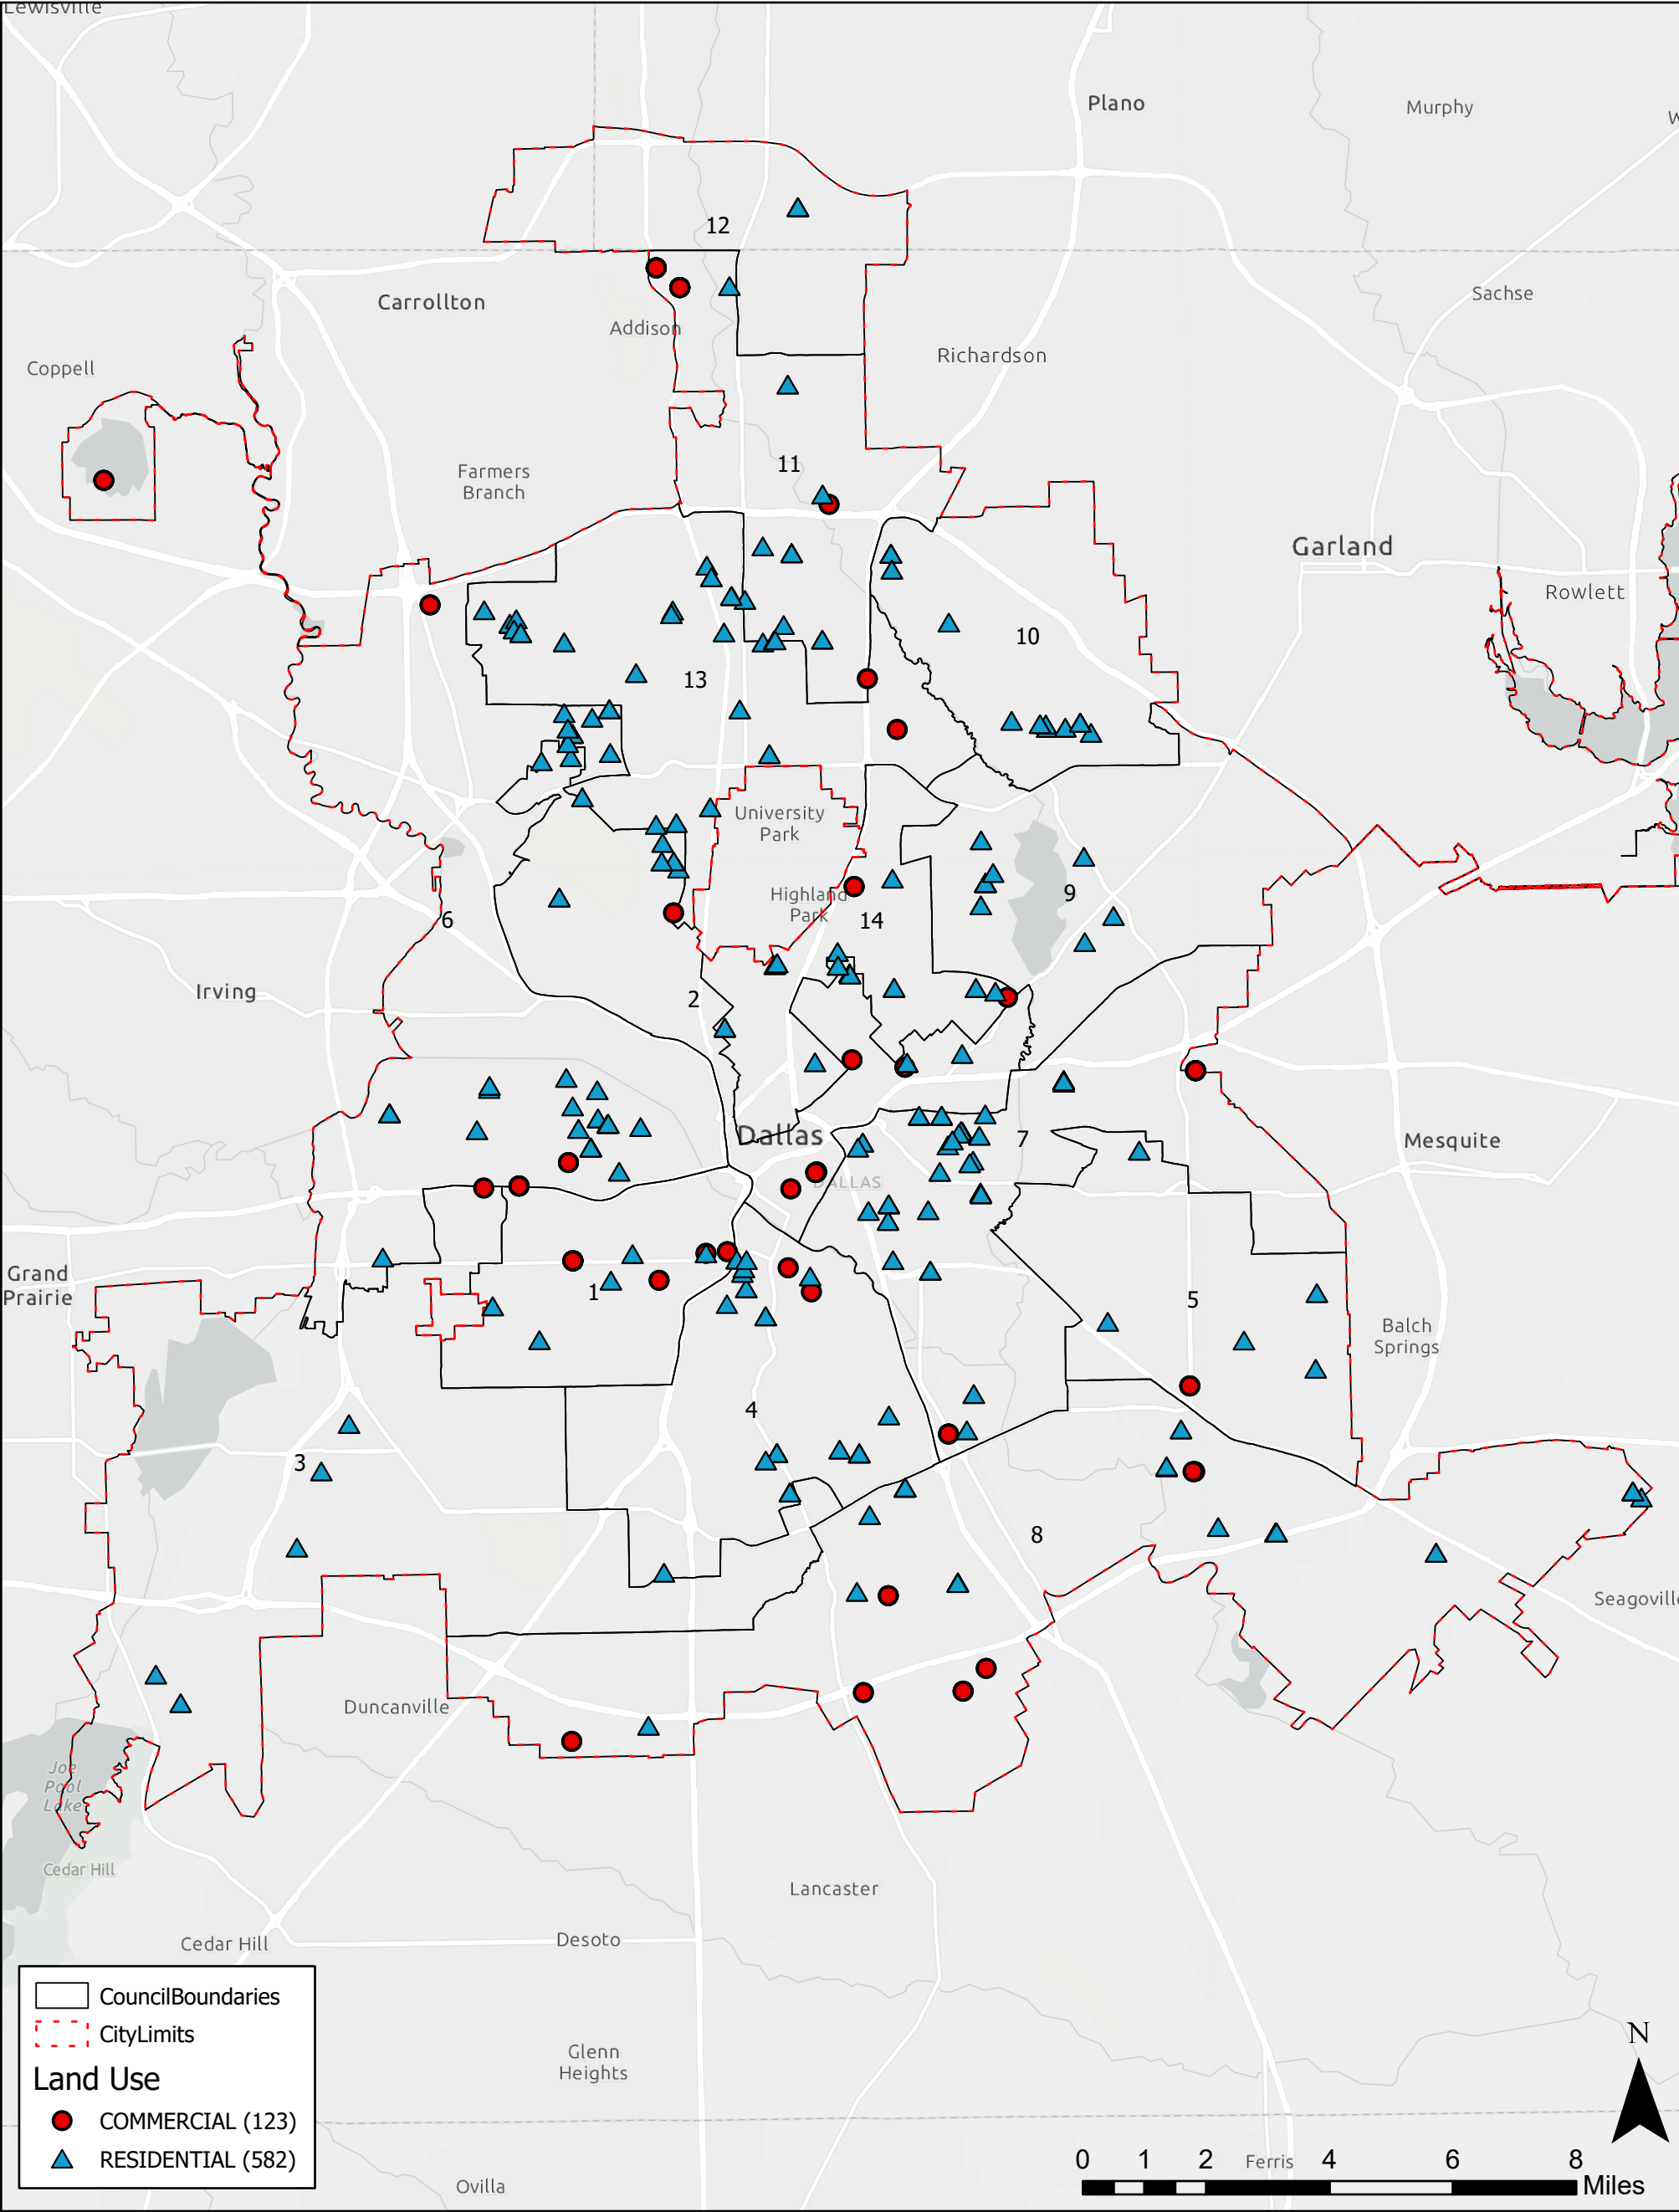 Lewisville
Plano
Murphy
W
12
Carrollton
Sachse
Addison
Coppell
Richardson
11
Farmers
Branch
Garland
Rowlett
10
13
University
Park
Highland
Park
9
14
6
Irving
2
Dallas
7
Mesquite
DALLAS
Grand
Prairie
1
5
Balch
Springs
4
3
8
Seagoville
Duncanville
Joe
Pool
Lake
Cedar Hill
Lancaster
Cedar Hill
Desoto
CouncilBoundaries
CityLimits
Land Use
COMMERCIAL (123)
RESIDENTIAL (582)
Glenn
Heights
Ovilla
N
0 1 2 4 6 8
Ferris
Miles